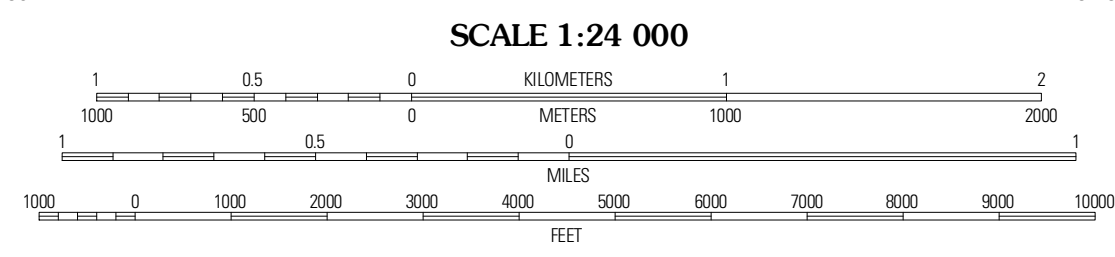 SCALE 1:24 000
1 0.5 0 KILOMETERS 1 2
1000 500 0 METERS 1000 2000
1 0.5 0 1
MILES
1000 0 1000 2000 3000 4000 5000 6000 7000 8000 9000 10000
FEET